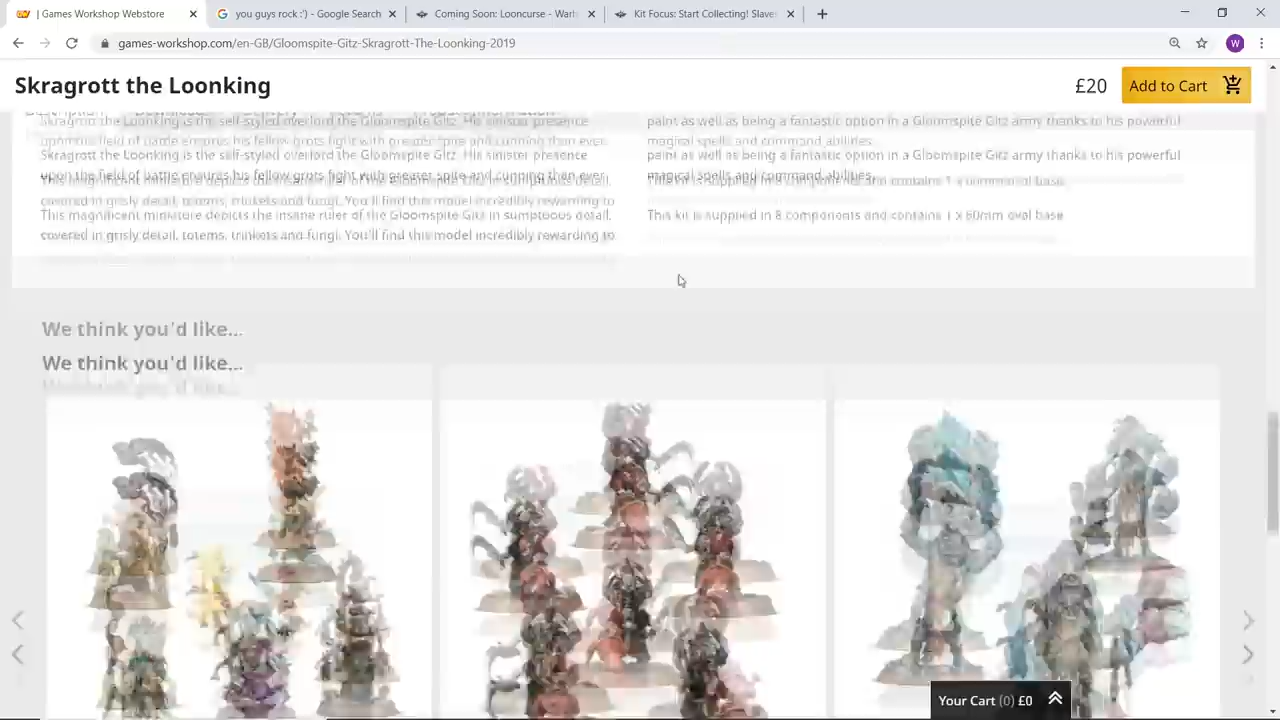 | Games Workshop Webstore
you guys rock :') - Google Search
Coming Soon: Looncurse - Warh
Kit Focus: Start Collecting! Slaves
games-workshop.com/en-GB/Gloomspite-Gitz-Skragrott-The-Loonking-2019
W
Skragrott the Loonking
£20
Add to Cart
Skragrott the Loonking is the self-styled overlord the Gloomspite Gitz. His sinister presence
upon the field of battle ensures his fellow grots fight with greater spite and cunning than ever.
This magnificent miniature depicts the insane ruler of the Gloomspite Gitz in sumptuous detail,
covered in grisly detail, totems, trinkets and fungi. You'll find this model incredibly rewarding to
paint as well as being a fantastic option in a Gloomspite Gitz army thanks to his powerful
magical spells and command abilities.
This kit is supplied in 8 components and contains 1 x 60mm oval base
We think you'd like...
We think you'd like...
Your Cart (0) £0